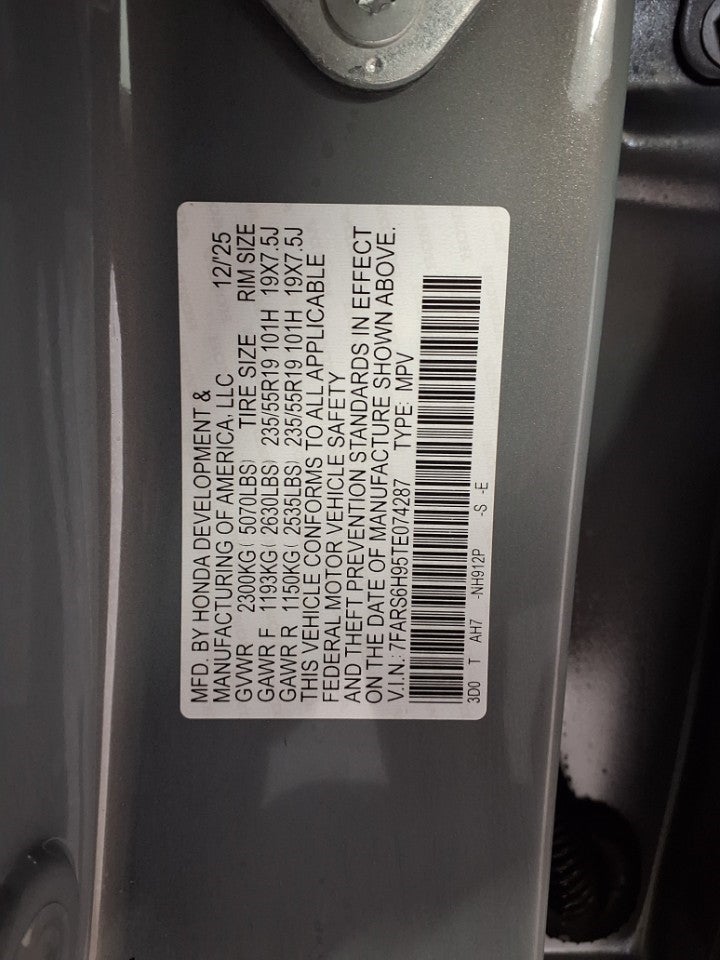 MFD. BY HONDA DEVELOPMENT &
MANUFACTURING OF AMERICA, LLC 12/'25
GVWR 2300KG( 5070LBS) TIRE SIZE RIM SIZE
GAWR F 1193KG( 2630LBS) 235/55R19 101H 19X7.5J
GAWR R 1150KG( 2535LBS) 235/55R19 101H 19X7.5J
THIS VEHICLE CONFORMS TO ALL APPLICABLE
FEDERAL MOTOR VEHICLE SAFETY
AND THEFT PREVENTION STANDARDS IN EFFECT
ON THE DATE OF MANUFACTURE SHOWN ABOVE.
V.I.N.: 7FARS6H95TE074287 TYPE: MPV
3D0 T AH7 -NH912P -S -E